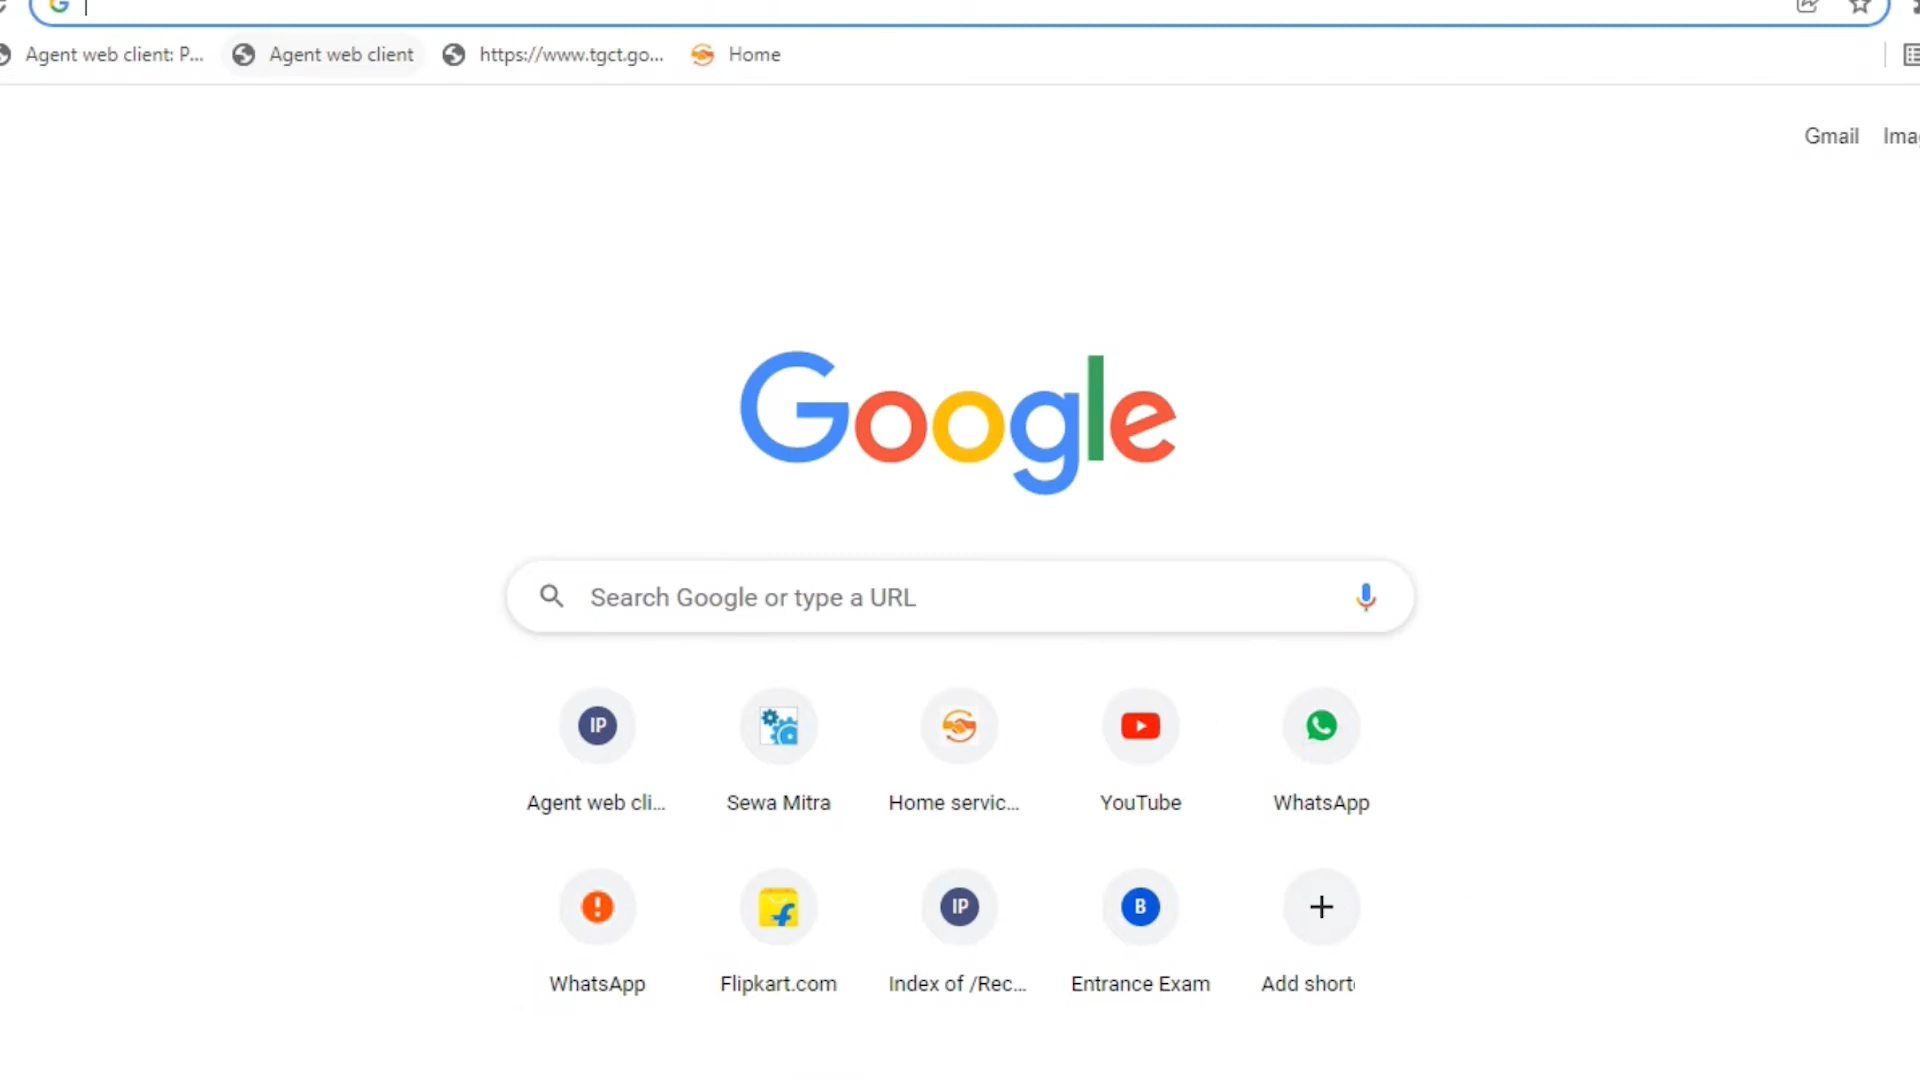 Agent web client: P... Agent web client https://www.tgct.go... Home
Gmail Ima
Google
Search Google or type a URL
IP
Agent web cli... Sewa Mitra Home servic... YouTube WhatsApp
IP B
WhatsApp Flipkart.com Index of /Rec... Entrance Exam Add short